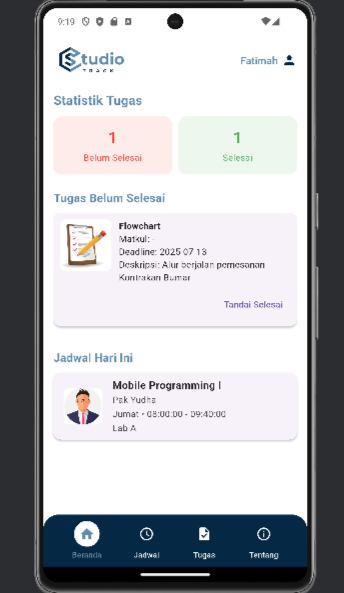 9:19
Studio
TRACK
Fatimah
Statistik Tugas
1
Belum Selesai
1
Selesai
Tugas Belum Selesai
Flowchart
Matkul: -
Deadline: 2025-07-13
Deskripsi: Alur berjalan pemesanan
Kontrakan Bumar
Tandai Selesai
Jadwal Hari Ini
Mobile Programming I
Pak Yudha
Jumat • 08:00:00 - 09:40:00
Lab A
Beranda
Jadwal
Tugas
Tentang